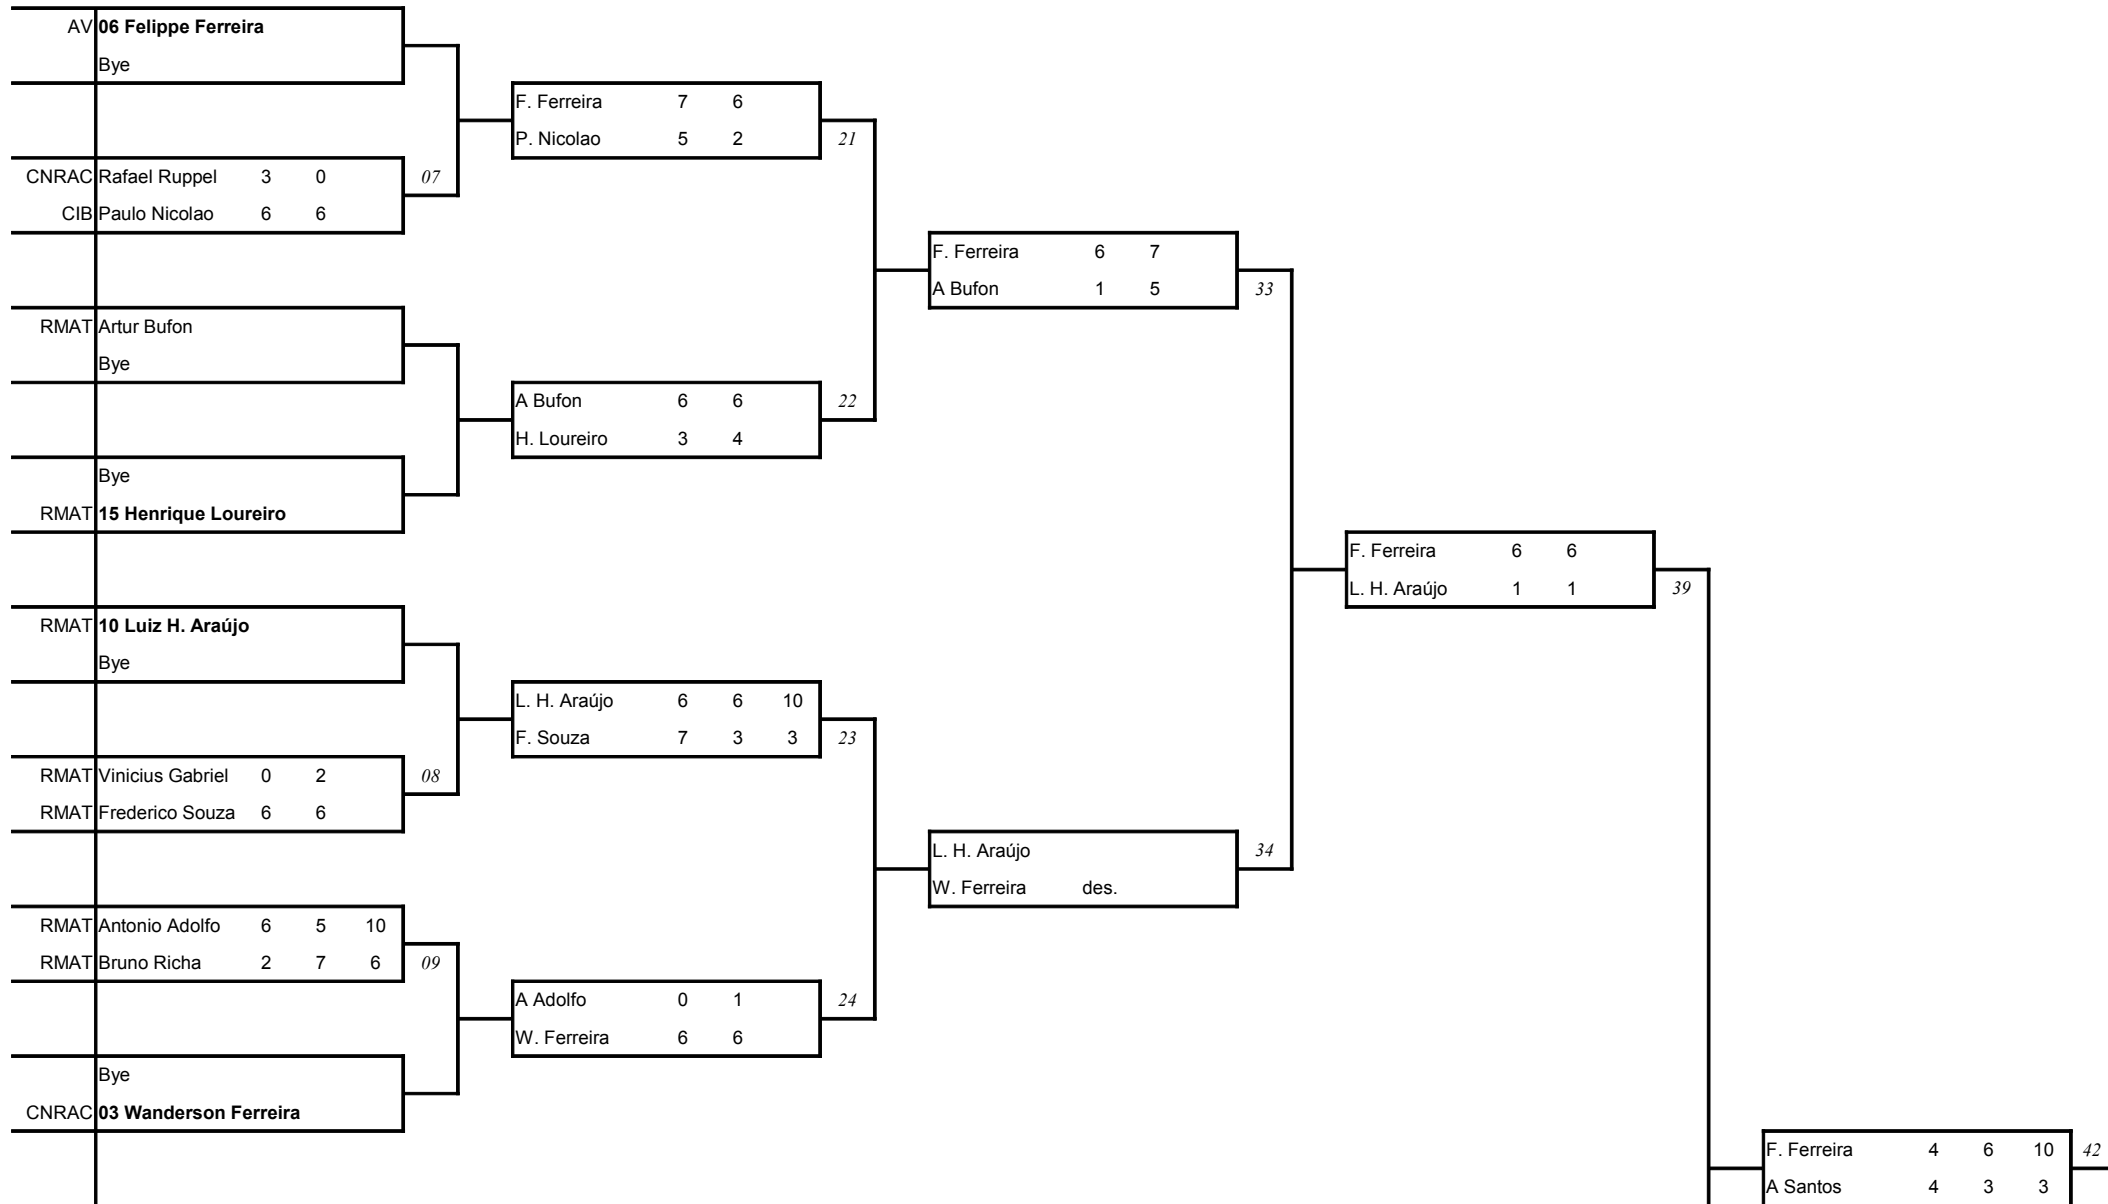 AV 06 Felippe Ferreira
Bye
F. Ferreira 7 6
P. Nicolao 5 2 21
CNRAC Rafael Ruppel 3 0 07
CIB Paulo Nicolao 6 6
F. Ferreira 6 7
A Bufon 1 5 33
RMAT Artur Bufon
Bye
A Bufon 6 6 22
H. Loureiro 3 4
Bye
RMAT 15 Henrique Loureiro
F. Ferreira 6 6
L. H. Araújo 1 1 39
RMAT 10 Luiz H. Araújo
Bye
L. H. Araújo 6 6 10
F. Souza 7 3 3 23
RMAT Vinicius Gabriel 0 2 08
RMAT Frederico Souza 6 6
L. H. Araújo 34
W. Ferreira des.
RMAT Antonio Adolfo 6 5 10
RMAT Bruno Richa 2 7 6 09
A Adolfo 0 1 24
W. Ferreira 6 6
Bye
CNRAC 03 Wanderson Ferreira
F. Ferreira 4 6 10 42
A Santos 4 3 3